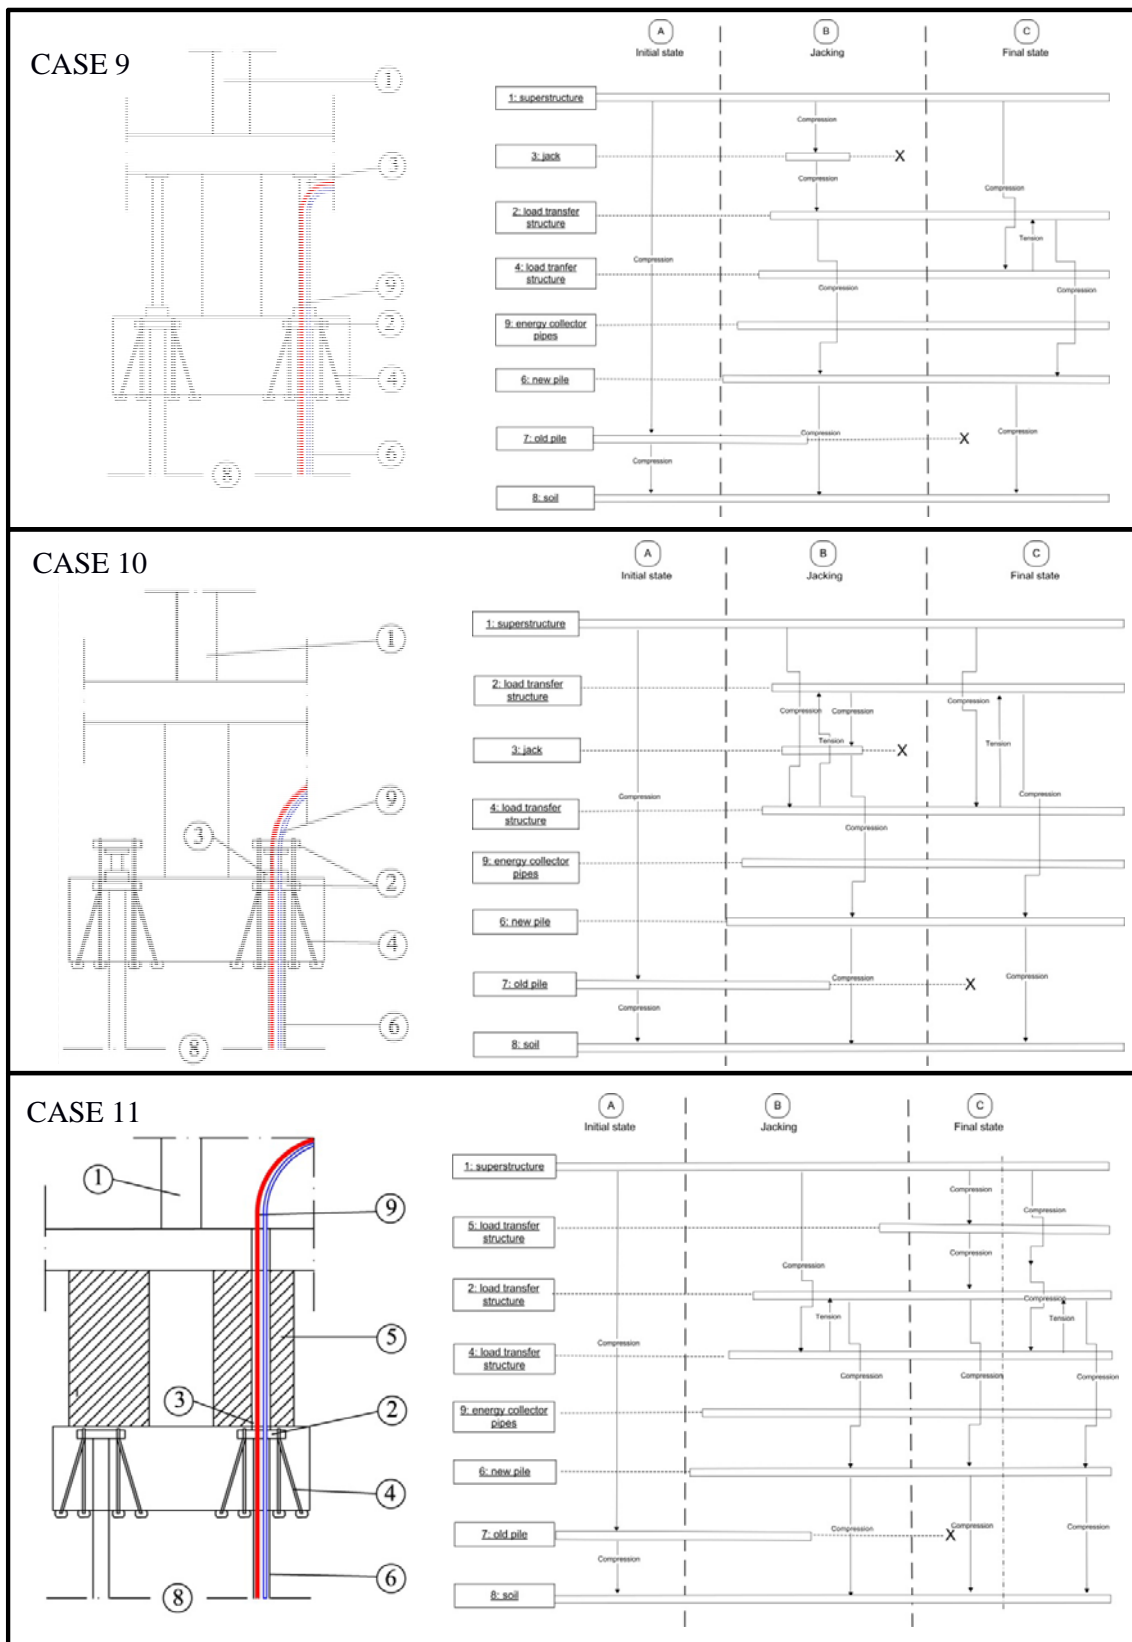 CASE 9
1
3
9
2
4
6
8
A
B
C
Initial state
Jacking
Final state
1: superstructure
Compression
3: jack
X
Compression
Compression
2: load transfer
structure
Tension
Compression
4: load tranfer
structure
Compression
Compression
9: energy collector
pipes
6: new pile
7: old pile
Compression
X
Compression
Compression
8: soil
CASE 10
1
9
3
2
4
6
8
A
B
C
Initial state
Jacking
Final state
1: superstructure
2: load transfer
structure
Compression
Compression
Compression
3: jack
Tension
X
Tension
Compression
Compression
4: load transfer
structure
Compression
9: energy collector
pipes
6: new pile
7: old pile
Compression
X
Compression
Compression
8: soil
CASE 11
1
9
5
3
2
4
6
8
A
B
C
Initial state
Jacking
Final state
1: superstructure
Compression
Compression
5: load transfer
structure
Compression
Compression
2: load transfer
structure
Compression
Tension
Tension
Compression
4: load transfer
structure
Compression
Compression
Compression
9: energy collector
pipes
6: new pile
7: old pile
Compression
X
Compression
Compression
Compression
8: soil